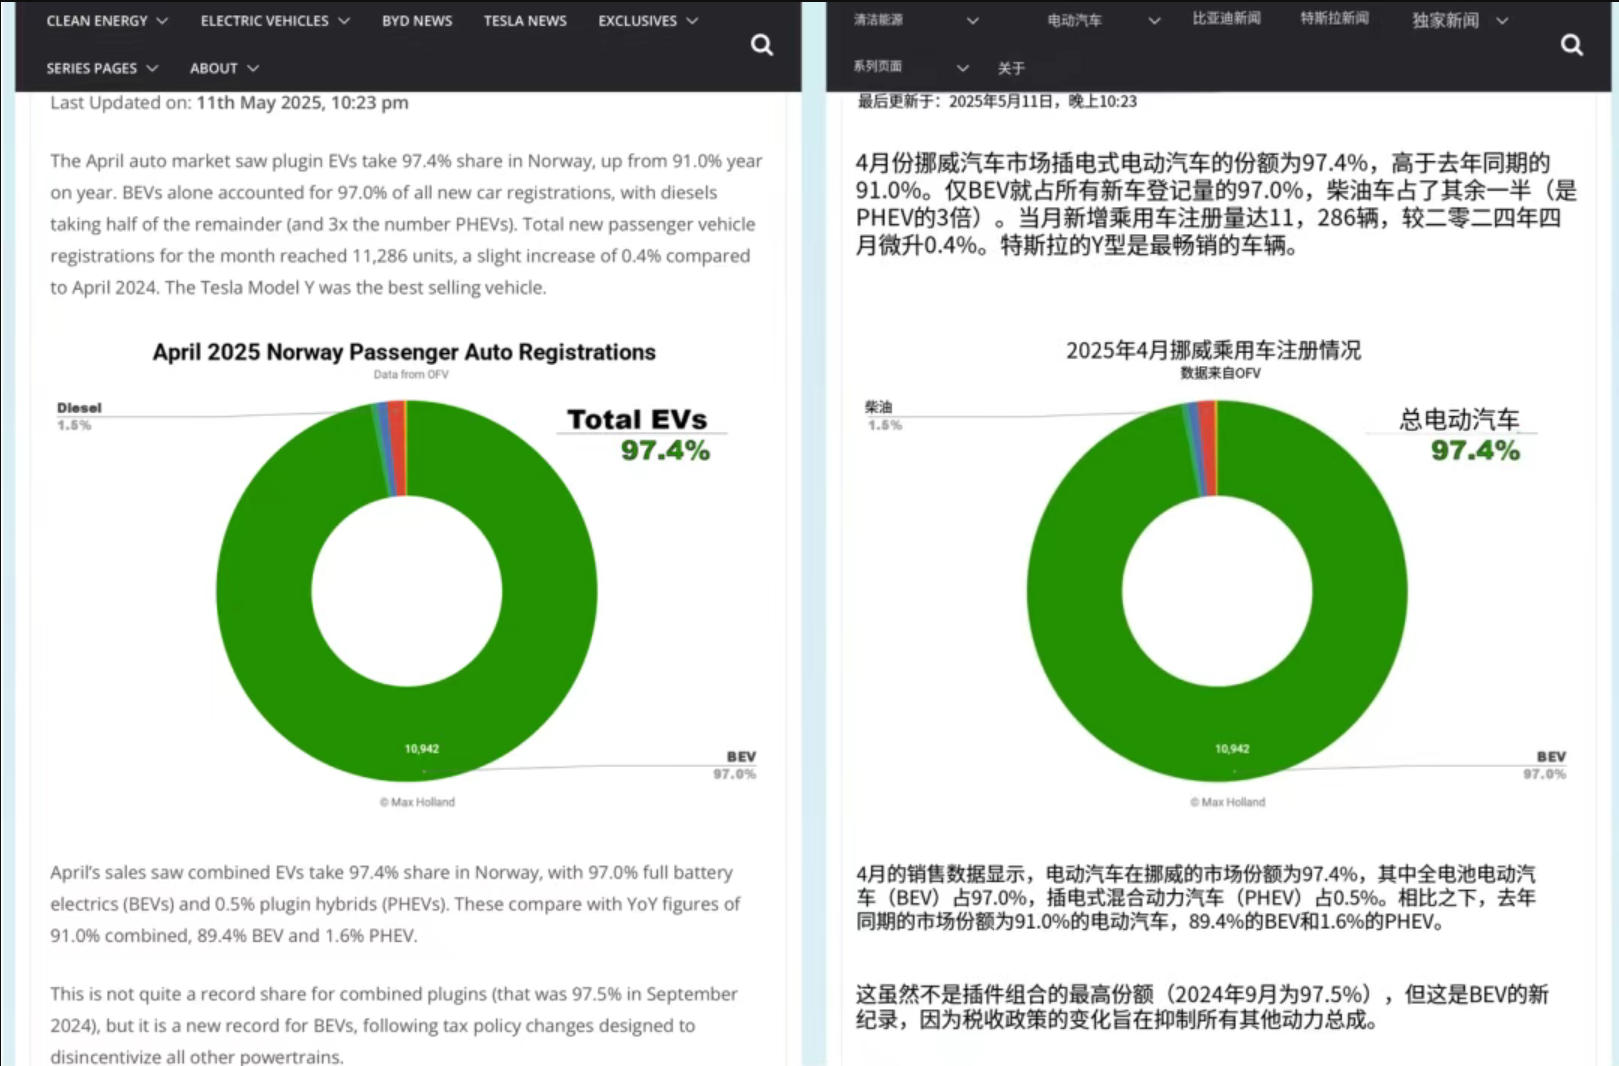 CLEAN ENERGY
ELECTRIC VEHICLES
BYD NEWS
TESLA NEWS
EXCLUSIVES
SERIES PAGES
ABOUT
Last Updated on: 11th May 2025, 10:23 pm
The April auto market saw plugin EVs take 97.4% share in Norway, up from 91.0% year
on year. BEVs alone accounted for 97.0% of all new car registrations, with diesels
taking half of the remainder (and 3x the number PHEVs). Total new passenger vehicle
registrations for the month reached 11,286 units, a slight increase of 0.4% compared
to April 2024. The Tesla Model Y was the best selling vehicle.
April 2025 Norway Passenger Auto Registrations
Data from OFV
Diesel
1.5%
Total EVs
97.4%
10,942
BEV
97.0%
© Max Holland
April's sales saw combined EVs take 97.4% share in Norway, with 97.0% full battery
electrics (BEVs) and 0.5% plugin hybrids (PHEVs). These compare with YoY figures of
91.0% combined, 89.4% BEV and 1.6% PHEV.
This is not quite a record share for combined plugins (that was 97.5% in September
2024), but it is a new record for BEVs, following tax policy changes designed to
disincentivize all other powertrains.
清洁能源
电动汽车
比亚迪新闻
特斯拉新闻
独家新闻
系列页面
关于
最后更新于：2025年5月11日，晚上10:23
4月份挪威汽车市场插电式电动汽车的份额为97.4%，高于去年同期的
91.0%。仅BEV就占所有新车登记量的97.0%，柴油车占了其余一半（是
PHEV的3倍）。当月新增乘用车注册量达11，286辆，较二零二四年四
月微升0.4%。特斯拉的Y型是最畅销的车辆。
2025年4月挪威乘用车注册情况
数据来自OFV
柴油
1.5%
总电动汽车
97.4%
10,942
BEV
97.0%
© Max Holland
4月的销售数据显示，电动汽车在挪威的市场份额为97.4%，其中全电池电动汽
车（BEV）占97.0%，插电式混合动力汽车（PHEV）占0.5%。相比之下，去年
同期的市场份额为91.0%的电动汽车，89.4%的BEV和1.6%的PHEV。
这虽然不是插件组合的最高份额（2024年9月为97.5%），但这是BEV的新
纪录，因为税收政策的变化旨在抑制所有其他动力总成。